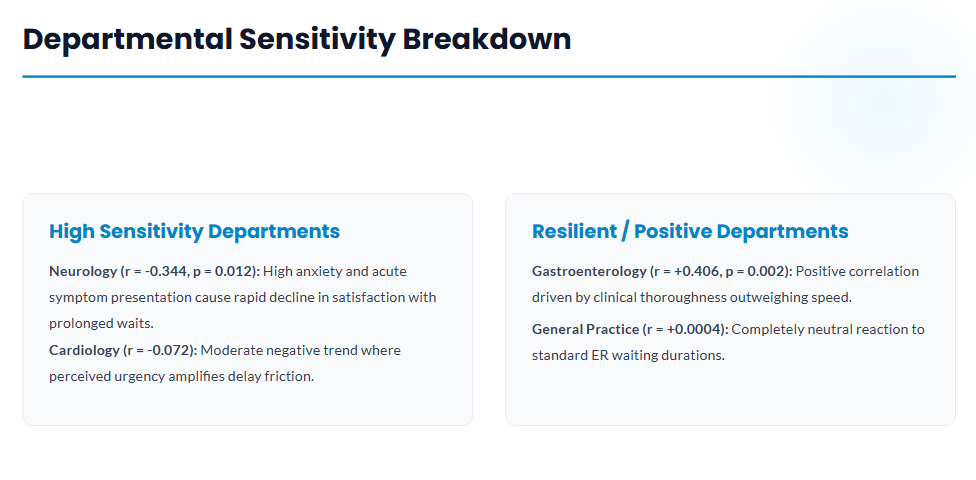 Departmental Sensitivity Breakdown
High Sensitivity Departments
Neurology (r = -0.344, p = 0.012): High anxiety and acute
symptom presentation cause rapid decline in satisfaction with
prolonged waits.
Cardiology (r = -0.072): Moderate negative trend where
perceived urgency amplifies delay friction.
Resilient / Positive Departments
Gastroenterology (r = +0.406, p = 0.002): Positive correlation
driven by clinical thoroughness outweighing speed.
General Practice (r = +0.0004): Completely neutral reaction to
standard ER waiting durations.